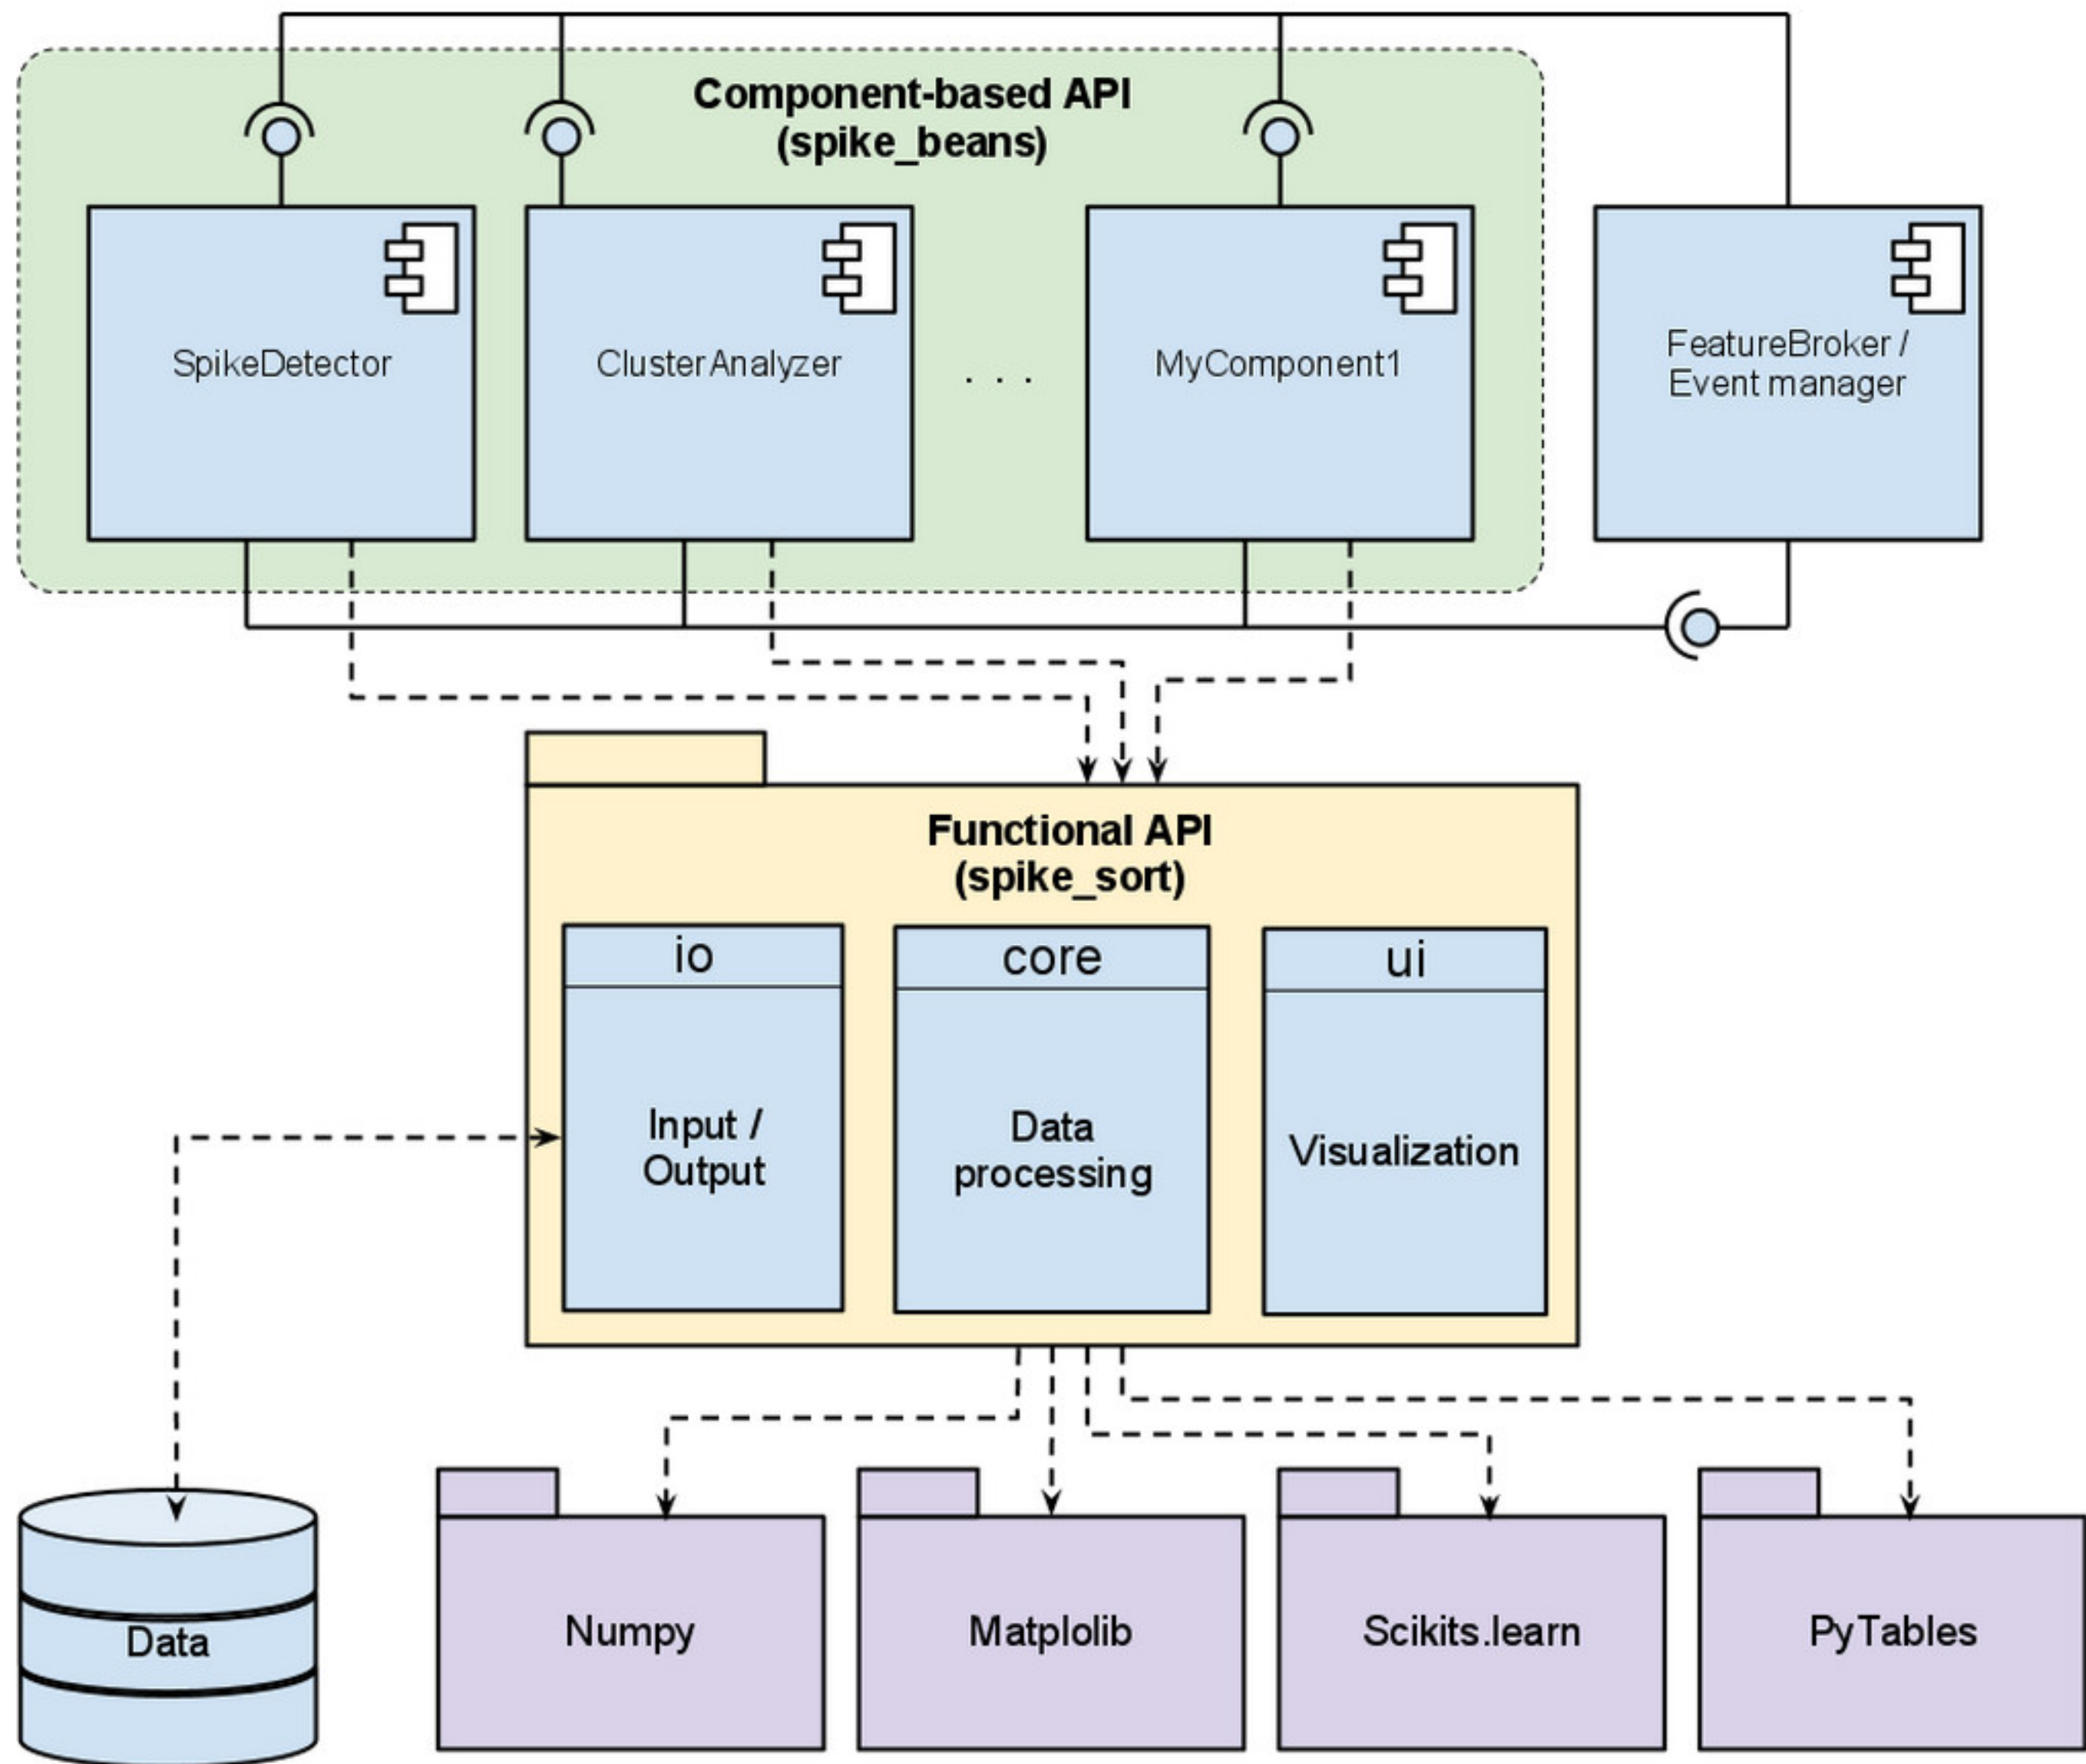 Component-based API
(spike_beans)
SpikeDetector
ClusterAnalyzer
. . .
MyComponent1
FeatureBroker /
Event manager
Functional API
(spike_sort)
io
core
ui
Input /
Output
Data
processing
Visualization
Data
Numpy
Matplolib
Scikits.learn
PyTables